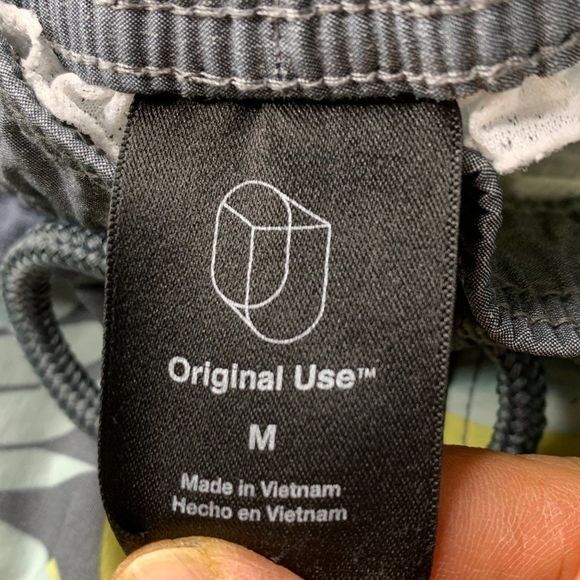 Original Use™
M
Made in Vietnam
Hecho en Vietnam